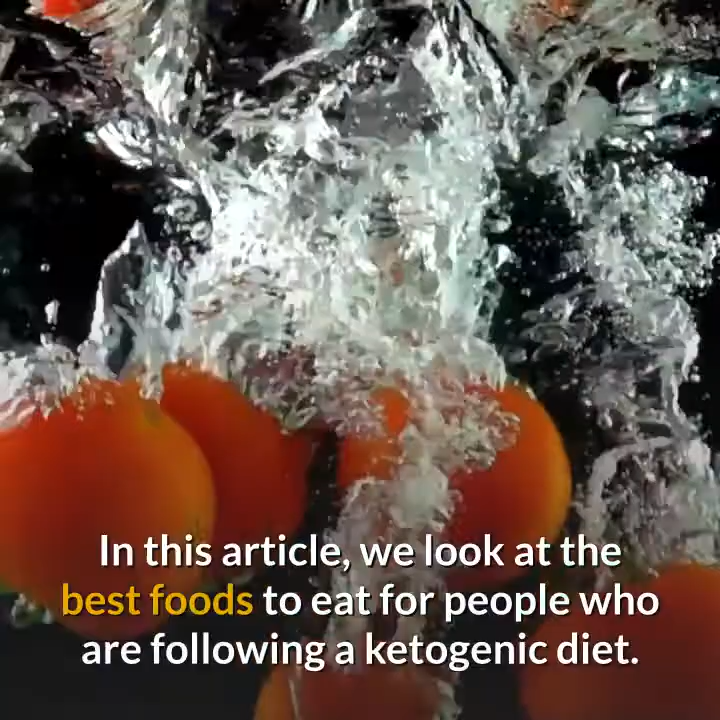 In this article, we look at the
best foods to eat for people who
are following a ketogenic diet.